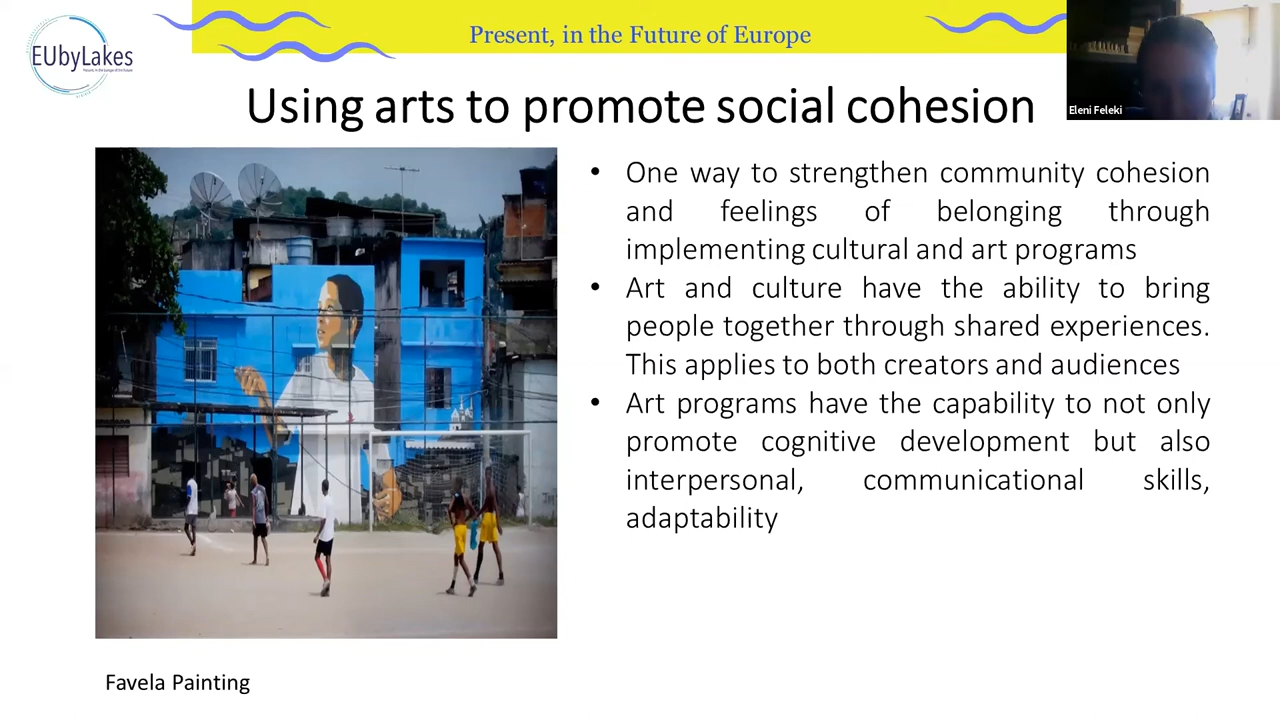 EUbyLakes
Present, in the Future of Europe
Eleni Feleki
Using arts to promote social cohesion
• One way to strengthen community cohesion
and feelings of belonging through
implementing cultural and art programs
• Art and culture have the ability to bring
people together through shared experiences.
This applies to both creators and audiences
• Art programs have the capability to not only
promote cognitive development but also
interpersonal, communicational skills,
adaptability
Favela Painting